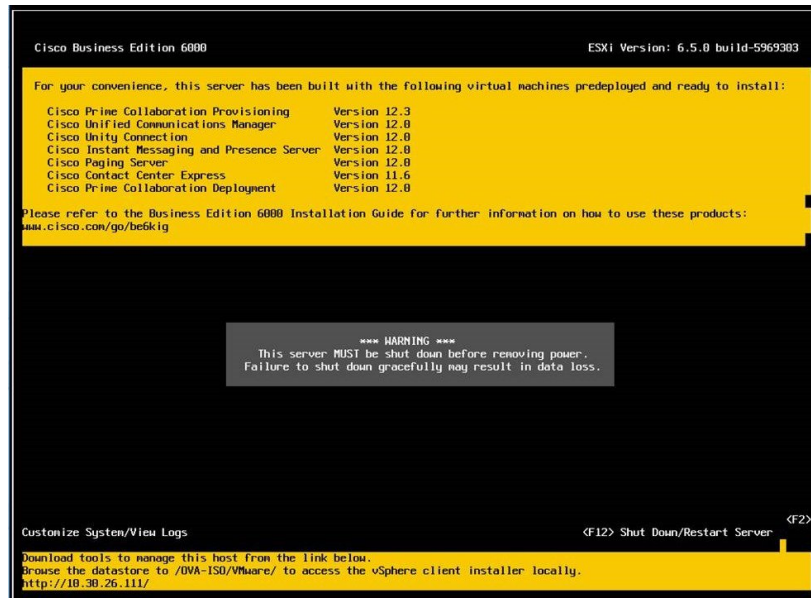 Cisco Business Edition 6000 ESXi Version: 6.5.0 build-5969303
For your convenience, this server has been built with the following virtual machines predeployed and ready to install:
Cisco Prime Collaboration Provisioning Version 12.3
Cisco Unified Communications Manager Version 12.0
Cisco Unity Connection Version 12.0
Cisco Instant Messaging and Presence Server Version 12.0
Cisco Paging Server Version 12.0
Cisco Contact Center Express Version 11.6
Cisco Prime Collaboration Deployment Version 12.0
Please refer to the Business Edition 6000 Installation Guide for further information on how to use these products:
www.cisco.com/go/be6kig
*** WARNING ***
This server MUST be shut down before removing power.
Failure to shut down gracefully may result in data loss.
<F2>
Customize System/View Logs <F12> Shut Down/Restart Server
Download tools to manage this host from the link below.
Browse the datastore to /OVA-ISO/VMware/ to access the vSphere client installer locally.
http://10.30.26.111/